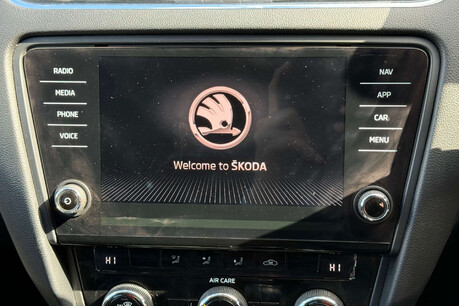 RADIO
MEDIA
PHONE
VOICE
NAV
APP
CAR
MENU
Welcome to ŠKODA
HI
HI
AIR CARE